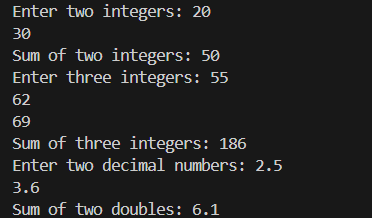 Enter two integers: 20
30
Sum of two integers: 50
Enter three integers: 55
62
69
Sum of three integers: 186
Enter two decimal numbers: 2.5
3.6
Sum of two doubles: 6.1